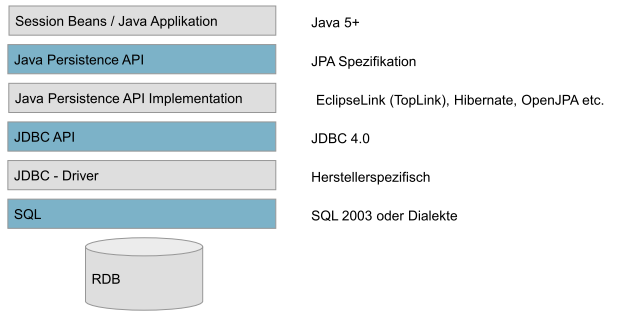 Session Beans / Java Applikation Java 5+
Java Persistence API JPA Spezifikation
Java Persistence API Implementation EclipseLink (TopLink), Hibernate, OpenJPA etc.
JDBC API JDBC 4.0
JDBC - Driver Herstellerspezifisch
SQL SQL 2003 oder Dialekte
RDB